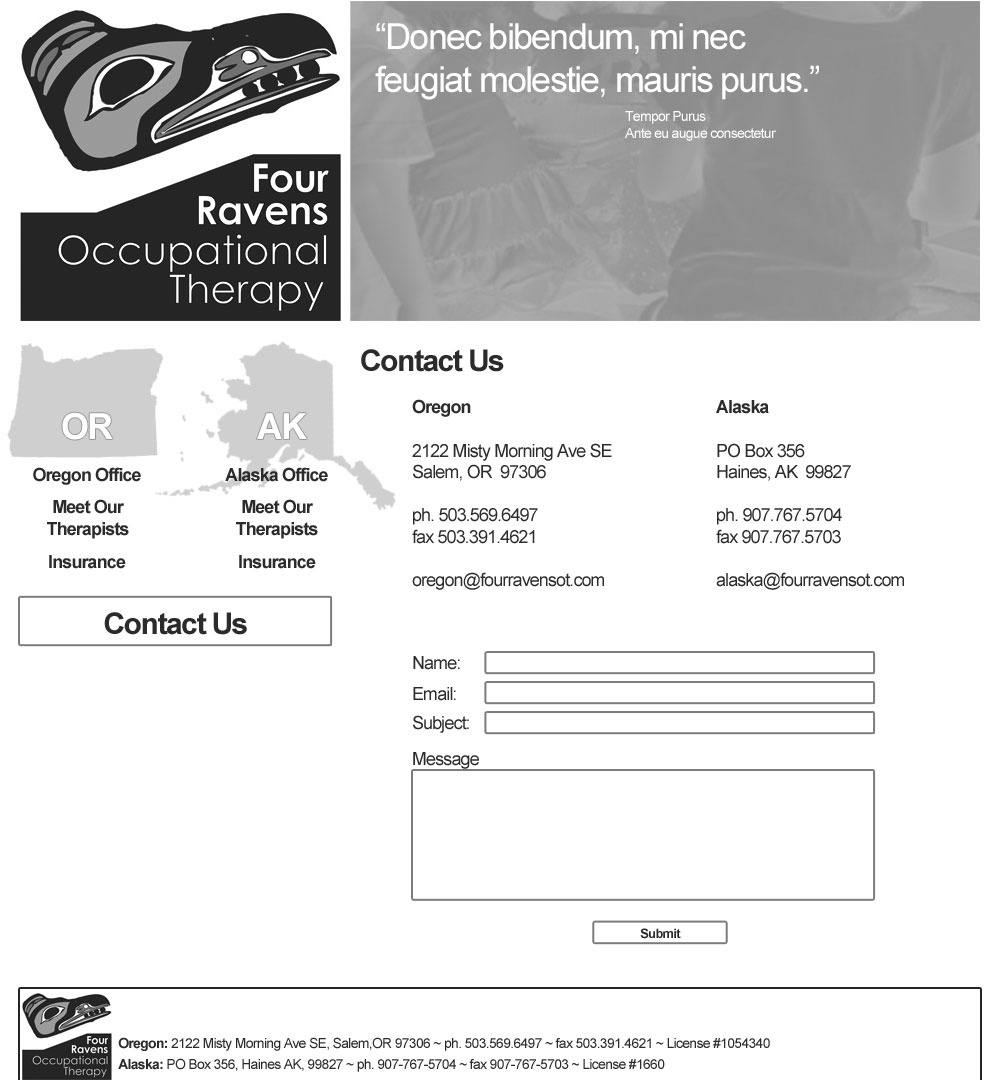 Four
Ravens
Occupational
Therapy
“Donec bibendum, mi nec
feugiat molestie, mauris purus.”
Tempor Purus
Ante eu augue consectetur
OR
Oregon Office
Meet Our
Therapists
Insurance
AK
Alaska Office
Meet Our
Therapists
Insurance
Contact Us
Contact Us
Oregon
2122 Misty Morning Ave SE
Salem, OR 97306
ph. 503.569.6497
fax 503.391.4621
oregon@fourravensot.com
Alaska
PO Box 356
Haines, AK 99827
ph. 907.767.5704
fax 907.767.5703
alaska@fourravensot.com
Name:
Email:
Subject:
Message
Submit
Four
Ravens
Occupational
Therapy
Oregon: 2122 Misty Morning Ave SE, Salem,OR 97306 ~ ph. 503.569.6497 ~ fax 503.391.4621 ~ License #1054340
Alaska: PO Box 356, Haines AK, 99827 ~ ph. 907-767-5704 ~ fax 907-767-5703 ~ License #1660